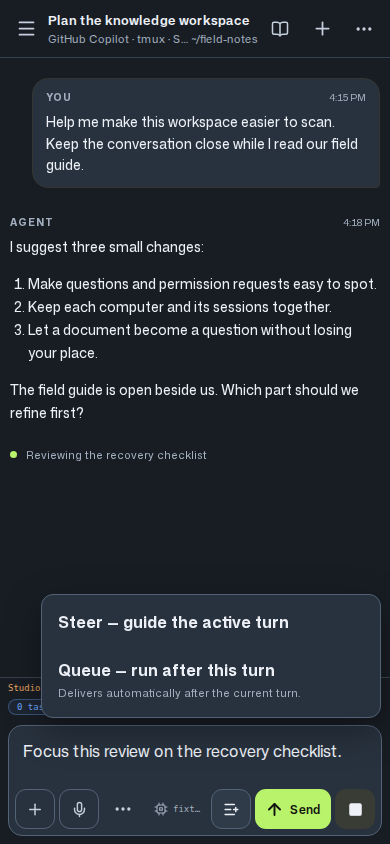 Plan the knowledge workspace
GitHub Copilot · tmux · S... ~/field-notes
YOU 4:15 PM
Help me make this workspace easier to scan.
Keep the conversation close while I read our field
guide.
AGENT 4:18 PM
I suggest three small changes:
1. Make questions and permission requests easy to spot.
2. Keep each computer and its sessions together.
3. Let a document become a question without losing
your place.
The field guide is open beside us. Which part should we
refine first?
Reviewing the recovery checklist
Steer — guide the active turn
Queue — run after this turn
Delivers automatically after the current turn.
Studio
0 tas
Focus this review on the recovery checklist.
fixt...
Send